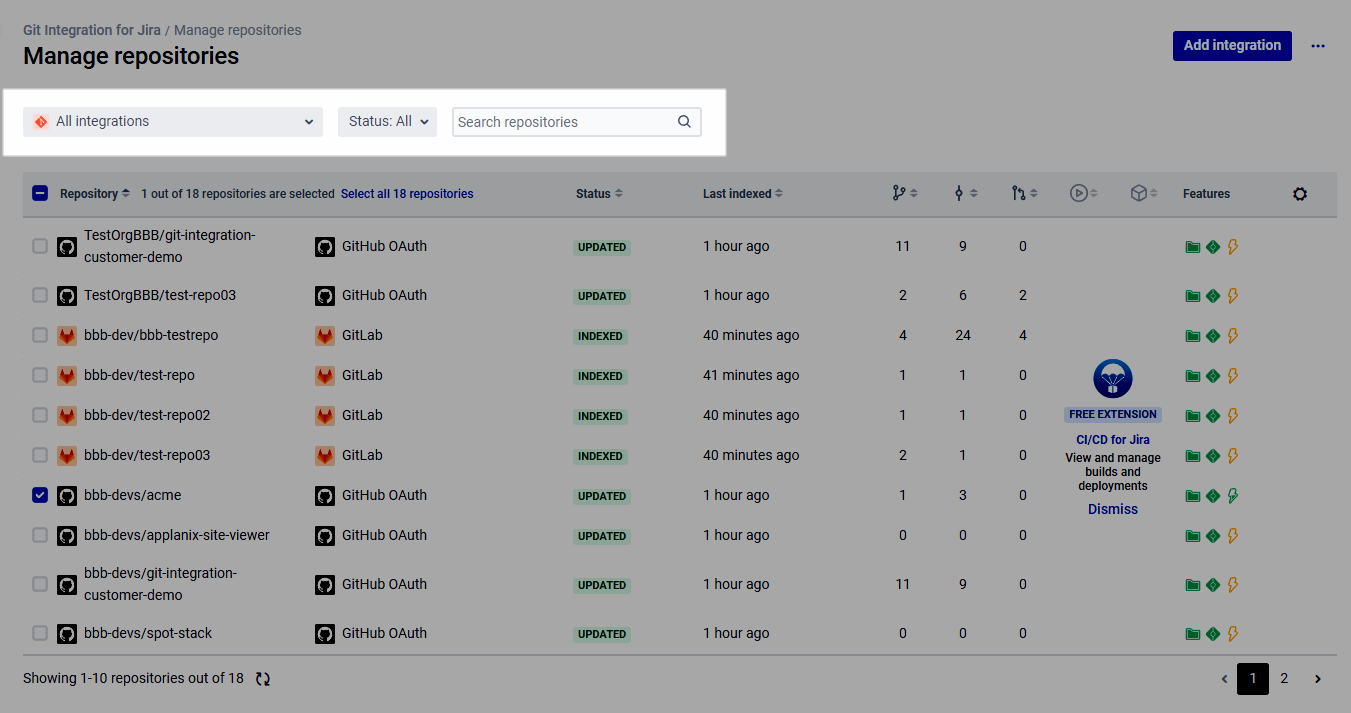 Git Integration for Jira / Manage repositories
Manage repositories
Add integration
All integrations
Status: All
Search repositories
Repository 1 out of 18 repositories are selected Select all 18 repositories Status Last indexed Features
TestOrgBBB/git-integration-
customer-demo
GitHub OAuth UPDATED 1 hour ago 11 9 0
TestOrgBBB/test-repo03 GitHub OAuth UPDATED 1 hour ago 2 6 2
bbb-dev/bbb-testrepo GitLab INDEXED 40 minutes ago 4 24 4
bbb-dev/test-repo GitLab INDEXED 41 minutes ago 1 1 0
bbb-dev/test-repo02 GitLab INDEXED 40 minutes ago 1 1 0
bbb-dev/test-repo03 GitLab INDEXED 40 minutes ago 2 1 0
bbb-devs/acme GitHub OAuth UPDATED 1 hour ago 1 3 0
bbb-devs/applanix-site-viewer GitHub OAuth UPDATED 1 hour ago 0 0 0
bbb-devs/git-integration-
customer-demo
GitHub OAuth UPDATED 1 hour ago 11 9 0
bbb-devs/spot-stack GitHub OAuth UPDATED 1 hour ago 0 0 0
FREE EXTENSION
CI/CD for Jira
View and manage
builds and
deployments
Dismiss
Showing 1-10 repositories out of 18
1 2